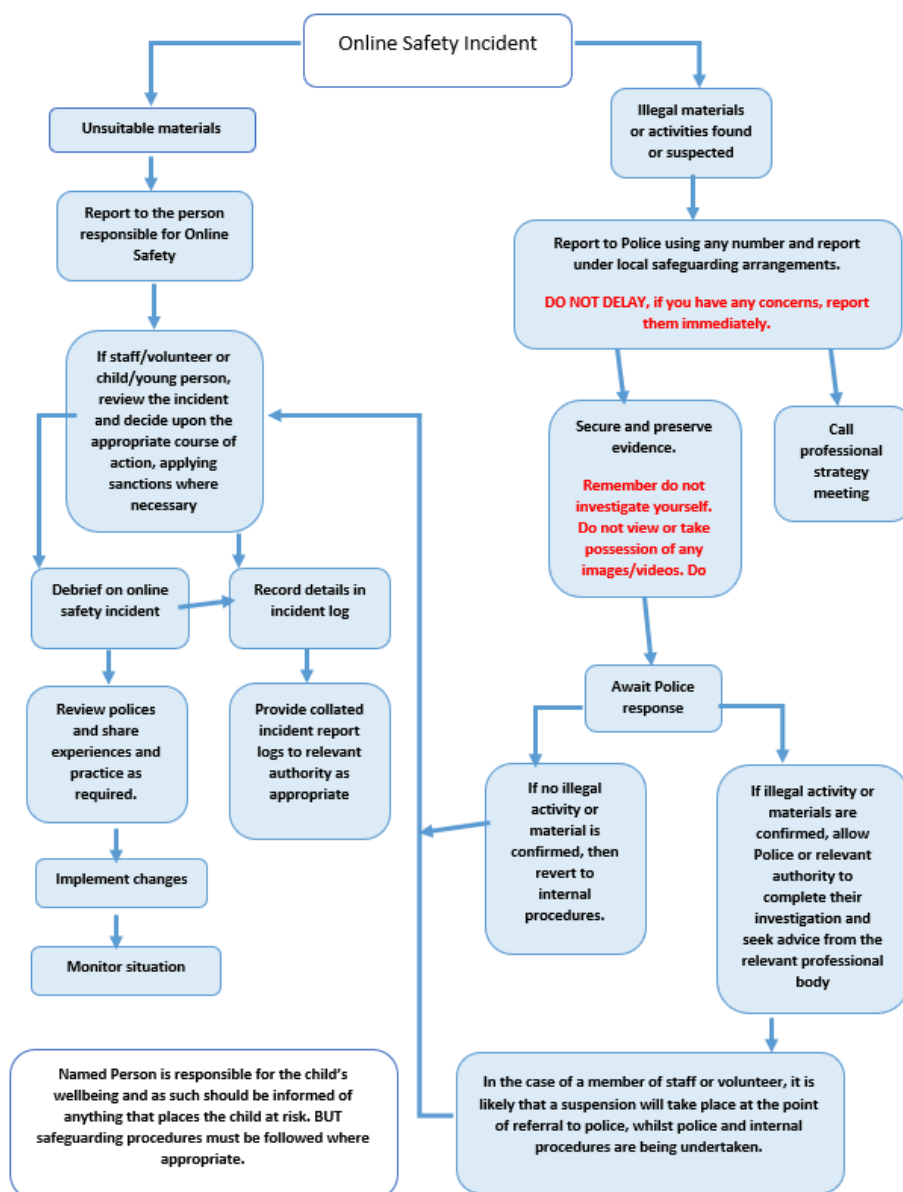 Online Safety Incident
Unsuitable materials
Illegal materials
or activities found
or suspected
Report to the person
responsible for Online
Safety
Report to Police using any number and report
under local safeguarding arrangements.
DO NOT DELAY, if you have any concerns, report
them immediately.
If staff/volunteer or
child/young person,
review the incident
and decide upon the
appropriate course of
action, applying
sanctions where
necessary
Secure and preserve
evidence.
Remember do not
investigate yourself.
Do not view or take
possession of any
images/videos. Do
Call
professional
strategy
meeting
Debrief on online
safety incident
Record details in
incident log
Await Police
response
Review polices
and share
experiences and
practice as
required.
Provide collated
incident report
logs to relevant
authority as
appropriate
If no illegal
activity or
material is
confirmed, then
revert to
internal
procedures.
If illegal activity or
materials are
confirmed, allow
Police or relevant
authority to
complete their
investigation and
seek advice from the
relevant professional
body
Implement changes
Monitor situation
Named Person is responsible for the child's
wellbeing and as such should be informed of
anything that places the child at risk. BUT
safeguarding procedures must be followed where
appropriate.
In the case of a member of staff or volunteer, it is
likely that a suspension will take place at the point
of referral to police, whilst police and internal
procedures are being undertaken.